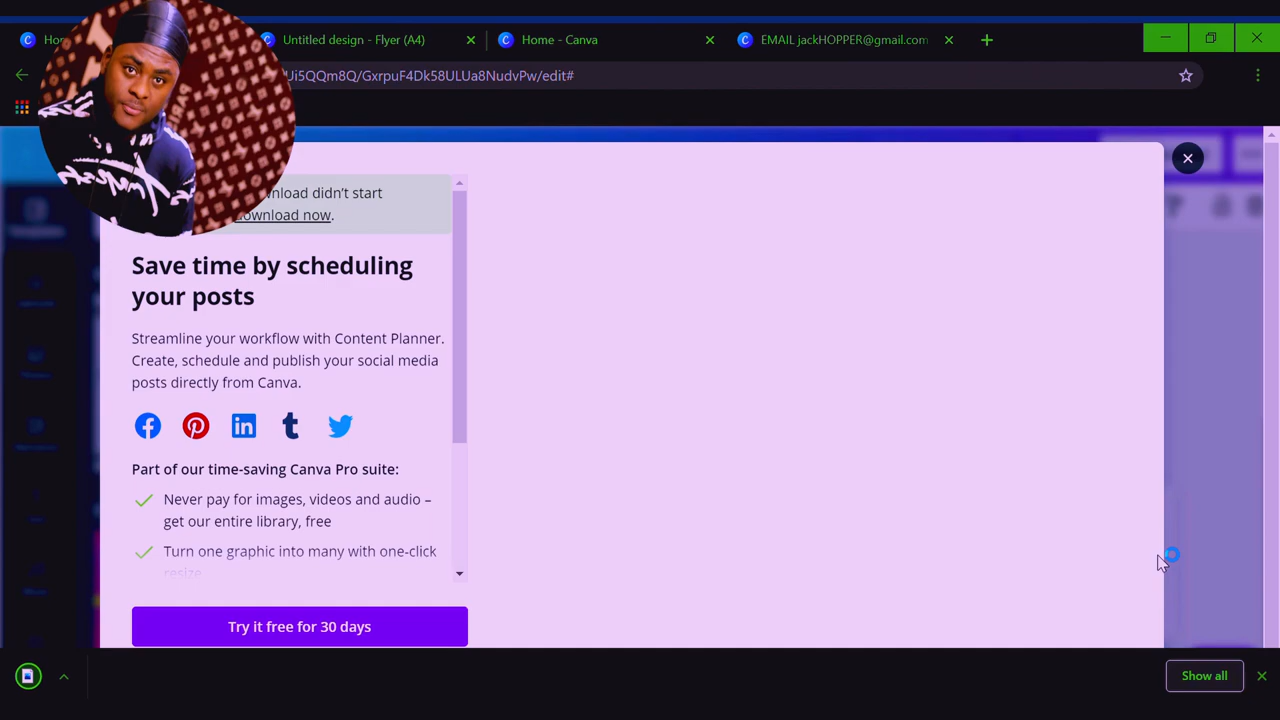 Ho
Untitled design - Flyer (A4)
Home - Canva
EMAIL jackHOPPER@gmail.com
Ui5QQm8Q/GxrpuF4Dk58ULUa8NudvPw/edit#
didn't start
download now.
Save time by scheduling
your posts
Streamline your workflow with Content Planner.
Create, schedule and publish your social media
posts directly from Canva.
Part of our time-saving Canva Pro suite:
Never pay for images, videos and audio –
get our entire library, free
Turn one graphic into many with one-click
resize
Try it free for 30 days
Show all